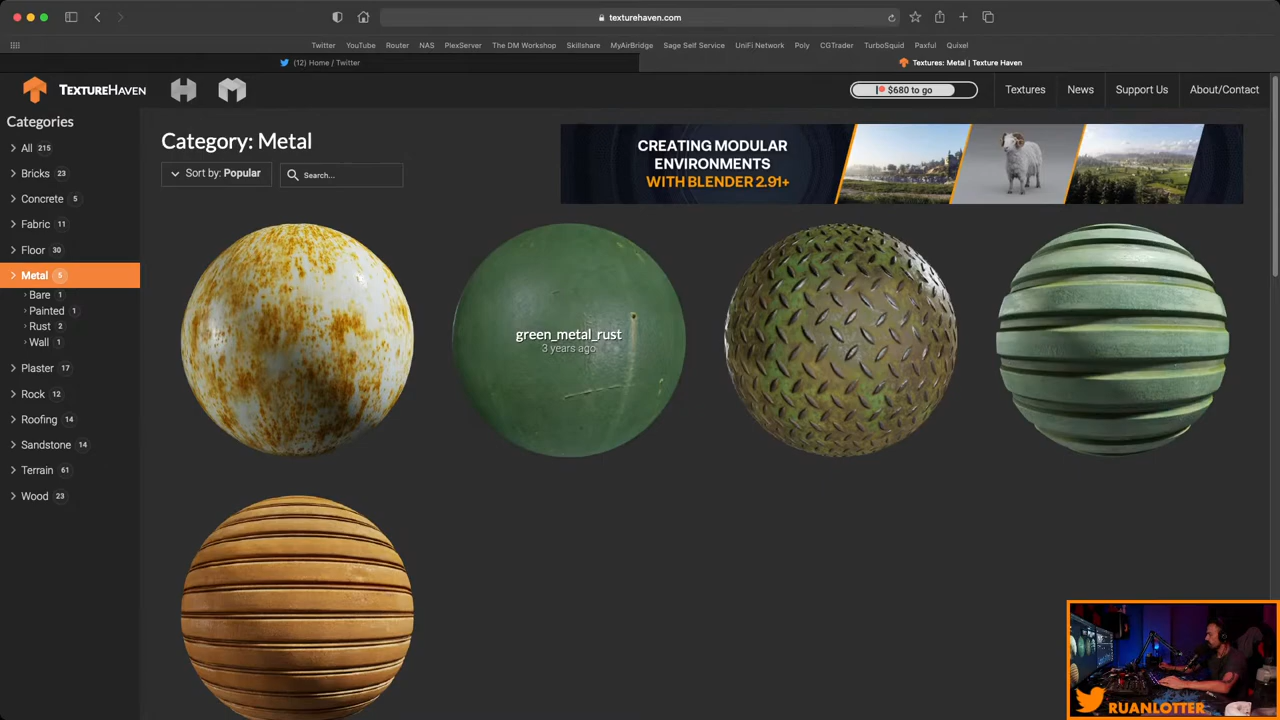 texturehaven.com
Twitter YouTube Router NAS PlexServer The DM Workshop Skillshare MyAirBridge Sage Self Service UniFi Network Poly CGTrader TurboSquid Paxful Quixel
(12) Home / Twitter
Textures: Metal | Texture Haven
TEXTUREHAVEN
$680 to go
Textures
News
Support Us
About/Contact
Categories
All 215
Bricks 23
Concrete 5
Fabric 11
Floor 30
Metal 5
Bare 1
Painted 1
Rust 2
Wall 1
Plaster 17
Rock 12
Roofing 14
Sandstone 14
Terrain 61
Wood 23
Category: Metal
Sort by: Popular
Search...
CREATING MODULAR
ENVIRONMENTS
WITH BLENDER 2.91+
green_metal_rust
3 years ago
RUANLOTTER